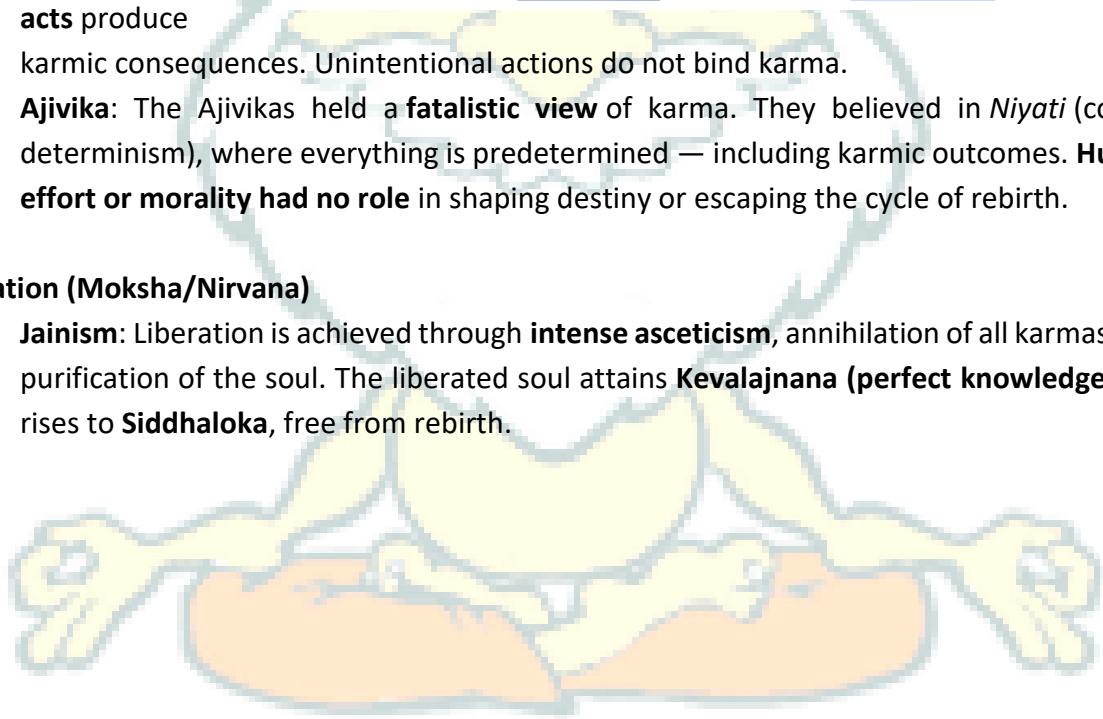 acts produce
karmic consequences. Unintentional actions do not bind karma.
Ajivika: The Ajivikas held a fatalistic view of karma. They believed in Niyati (co
determinism), where everything is predetermined — including karmic outcomes. Hu
effort or morality had no role in shaping destiny or escaping the cycle of rebirth.
ation (Moksha/Nirvana)
Jainism: Liberation is achieved through intense asceticism, annihilation of all karmas
purification of the soul. The liberated soul attains Kevalajnana (perfect knowledge
rises to Siddhaloka, free from rebirth.